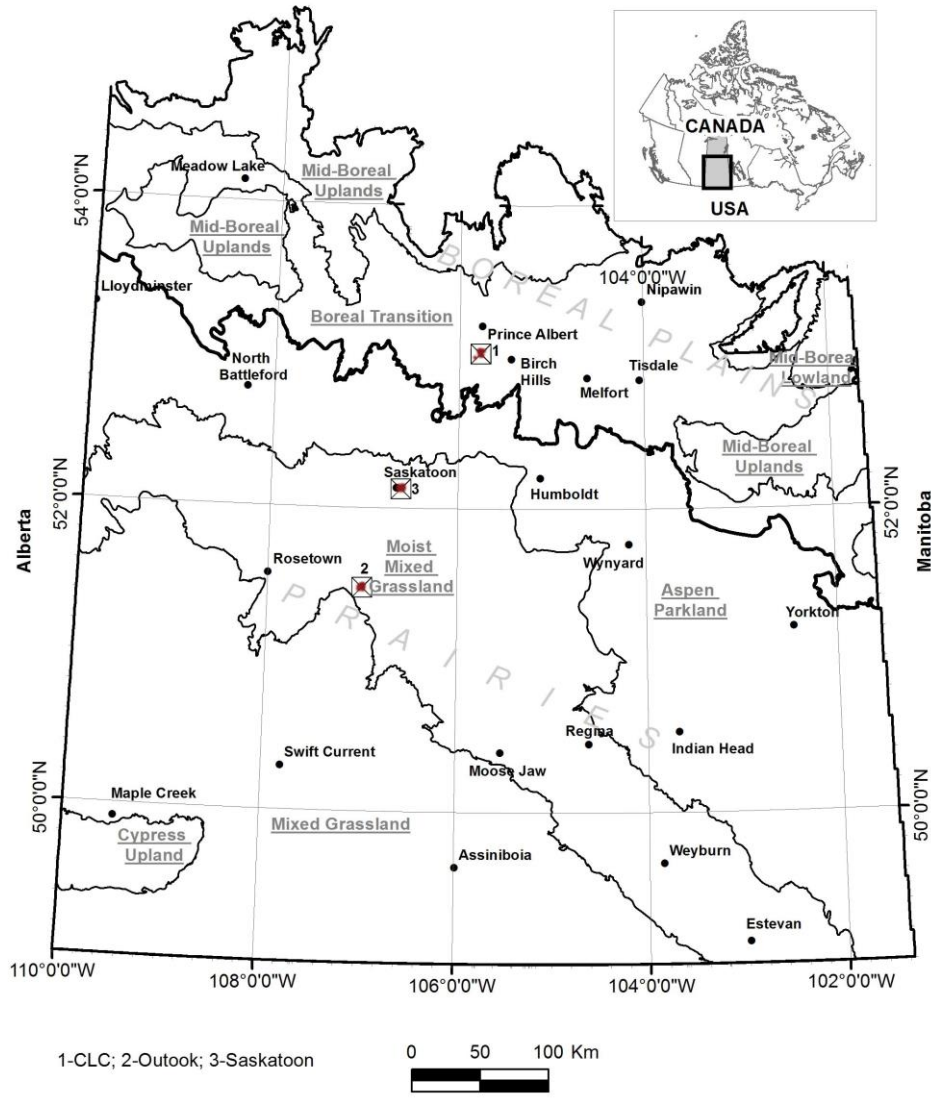 CANADA
USA
54°0'0"N
Meadow Lake
Mid-Boreal
Uplands
Mid-Boreal
Uplands
BOREAL PLAINS
104°0'0"W
Lloydminster
Nipawin
Boreal Transition
Prince Albert
1
Birch
Hills
North
Battleford
Tisdale
Melfort
Mid-Borea
Lowland
Mid-Boreal
Uplands
Saskatoon
3
Humboldt
52°0'0"N
52°0'0"N
Alberta
Manitoba
Rosetown
Moist
Mixed
Grassland
2
Wynyard
Aspen
Parkland
Yorkton
PRAIRIES
Regina
Indian Head
Swift Current
Moose Jaw
50°0'0"N
50°0'0"N
Maple Creek
Cypress
Upland
Mixed Grassland
Assiniboia
Weyburn
Estevan
110°0'0"W
108°0'0"W
106°0'0"W
104°0'0"W
102°0'0"W
1-CLC; 2-Outook; 3-Saskatoon
0 50 100 Km